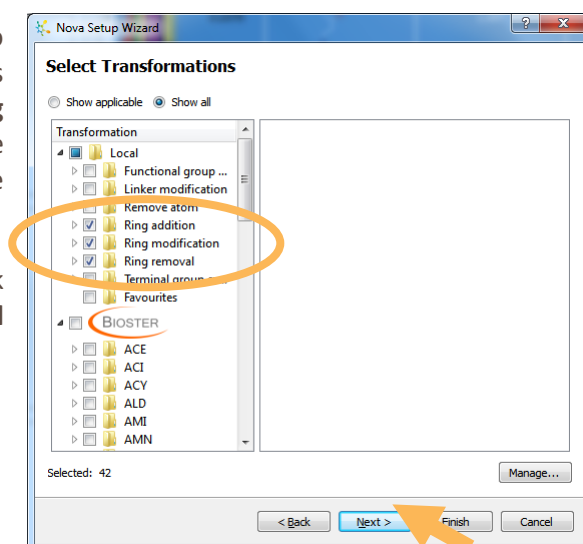 Nova Setup Wizard
Select Transformations
Show applicable Show all
Transformation
Local
Functional group ...
Linker modification
Remove atom
Ring addition
Ring modification
Ring removal
Terminal group
Favourites
BIOSTER
ACE
ACI
ACY
ALD
AMI
AMN
Selected: 42
Manage...
< Back Next > Finish Cancel